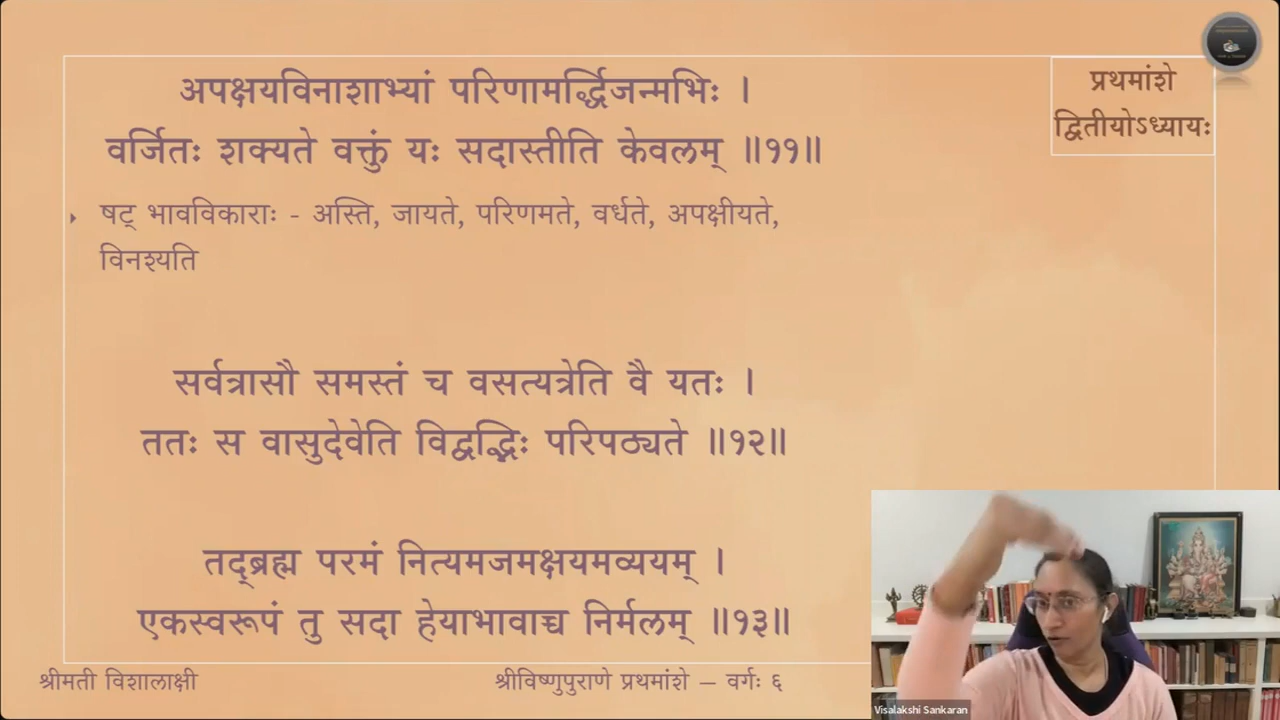 अपक्षयविनाशाभ्यां परिणामर्द्धिजन्मभिः ।
वर्जितः शक्यते वक्तुं यः सदास्तीति केवलम् ॥११॥
प्रथमांशे
द्वितीयोऽध्यायः
षट् भावविकाराः - अस्ति, जायते, परिणमते, वर्धते, अपक्षीयते,
विनश्यति
सर्वत्रासौ समस्तं च वसत्यत्रेति वै यतः ।
ततः स वासुदेवेति विद्वद्भिः परिपठ्यते ॥१२॥
तद्ब्रह्म परमं नित्यमजमक्षयमव्ययम् ।
एकस्वरूपं तु सदा हेयाभावाच्च निर्मलम् ॥१३॥
श्रीमती विशालाक्षी
श्रीविष्णुपुराणे प्रथमांशे – वर्गः ६
Visalakshi Sankaran